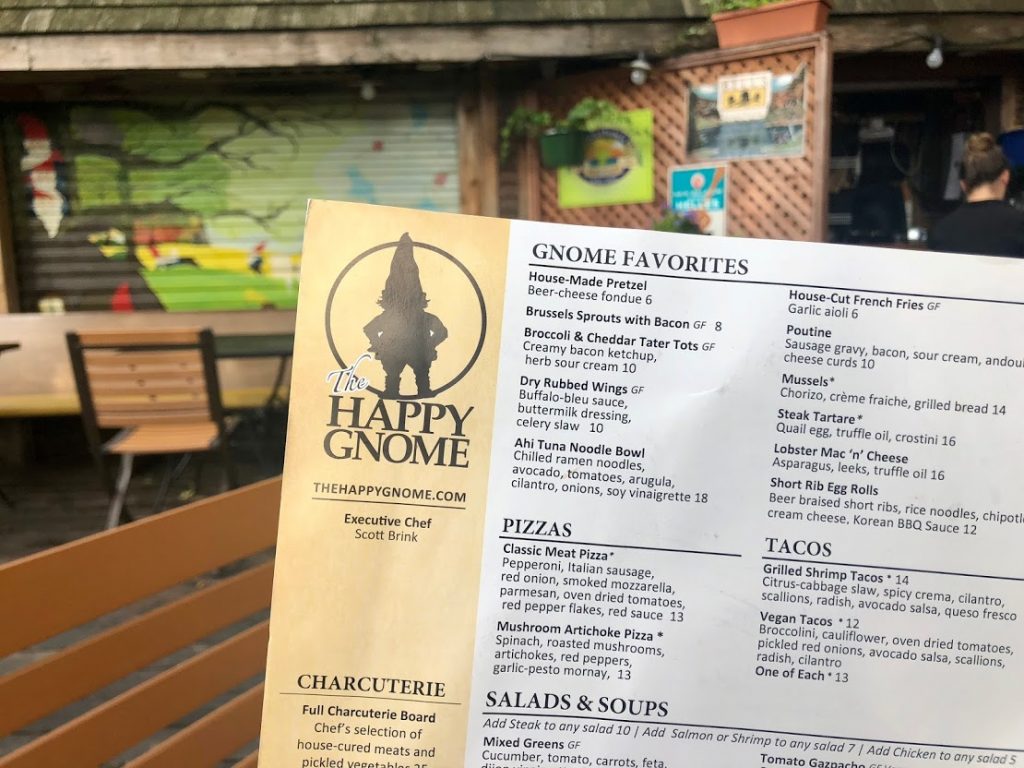 The
HAPPY
GNOME
THEHAPPYGNOME.COM
Executive Chef
Scott Brink
CHARCUTERIE
Full Charcuterie Board
Chef's selection of
house-cured meats and
pickled vegetables 25
GNOME FAVORITES
House-Made Pretzel
Beer-cheese fondue 6
Brussels Sprouts with Bacon GF 8
Broccoli & Cheddar Tater Tots GF
Creamy bacon ketchup,
herb sour cream 10
Dry Rubbed Wings GF
Buffalo-bleu sauce,
buttermilk dressing,
celery slaw 10
Ahi Tuna Noodle Bowl
Chilled ramen noodles,
avocado, tomatoes, arugula,
cilantro, onions, soy vinaigrette 18
House-Cut French Fries GF
Garlic aioli 6
Poutine
Sausage gravy, bacon, sour cream,
cheese curds 10
Mussels*
Chorizo, crème fraiche, grilled bread 14
Steak Tartare*
Quail egg, truffle oil, crostini 16
Lobster Mac 'n' Cheese
Asparagus, leeks, truffle oil 16
Short Rib Egg Rolls
Beer braised short ribs, rice noodles,
cream cheese, Korean BBQ Sauce 12
PIZZAS
Classic Meat Pizza*
Pepperoni, Italian sausage,
red onion, smoked mozzarella,
parmesan, oven dried tomatoes,
red pepper flakes, red sauce 13
Mushroom Artichoke Pizza *
Spinach, roasted mushrooms,
artichokes, red peppers,
garlic-pesto mornay, 13
TACOS
Grilled Shrimp Tacos * 14
Citrus-cabbage slaw, spicy crema, cilantro,
scallions, radish, avocado salsa, queso fresco
Vegan Tacos * 12
Broccolini, cauliflower, oven dried tomatoes,
pickled red onions, avocado salsa, scallions,
radish, cilantro
One of Each * 13
SALADS & SOUPS
Add Steak to any salad 10 | Add Salmon or Shrimp to any salad 7 | Add Chicken to any salad 5
Mixed Greens GF
Cucumber, tomato, carrots, feta,
Tomato Gazpacho GF